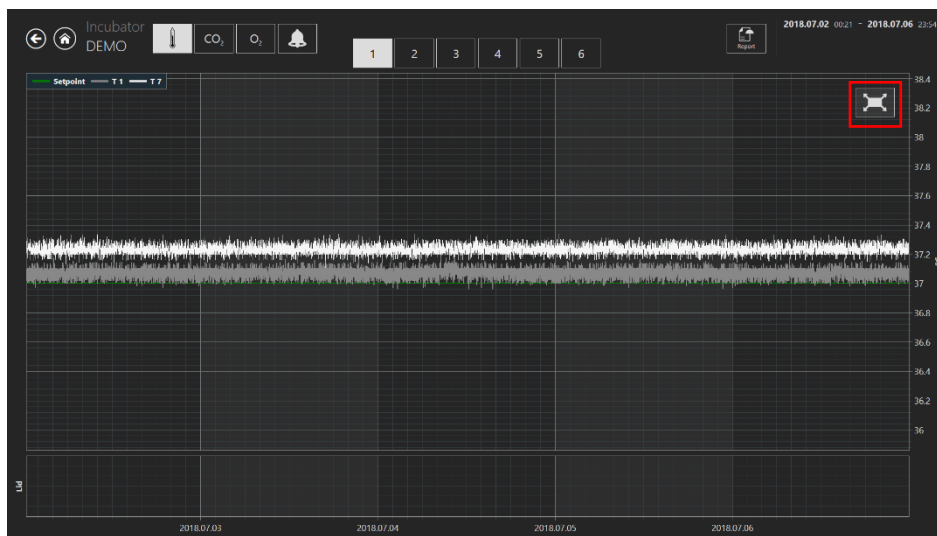 Incubator
DEMO
CO₂
O₂
1 2 3 4 5 6
Report
2018.07.02 00:21 - 2018.07.06 23:54
Setpoint T 1 T 7
38.4
38.2
38
37.8
37.6
37.4
37.2
37
36.8
36.6
36.4
36.2
36
Lid
2018.07.03 2018.07.04 2018.07.05 2018.07.06